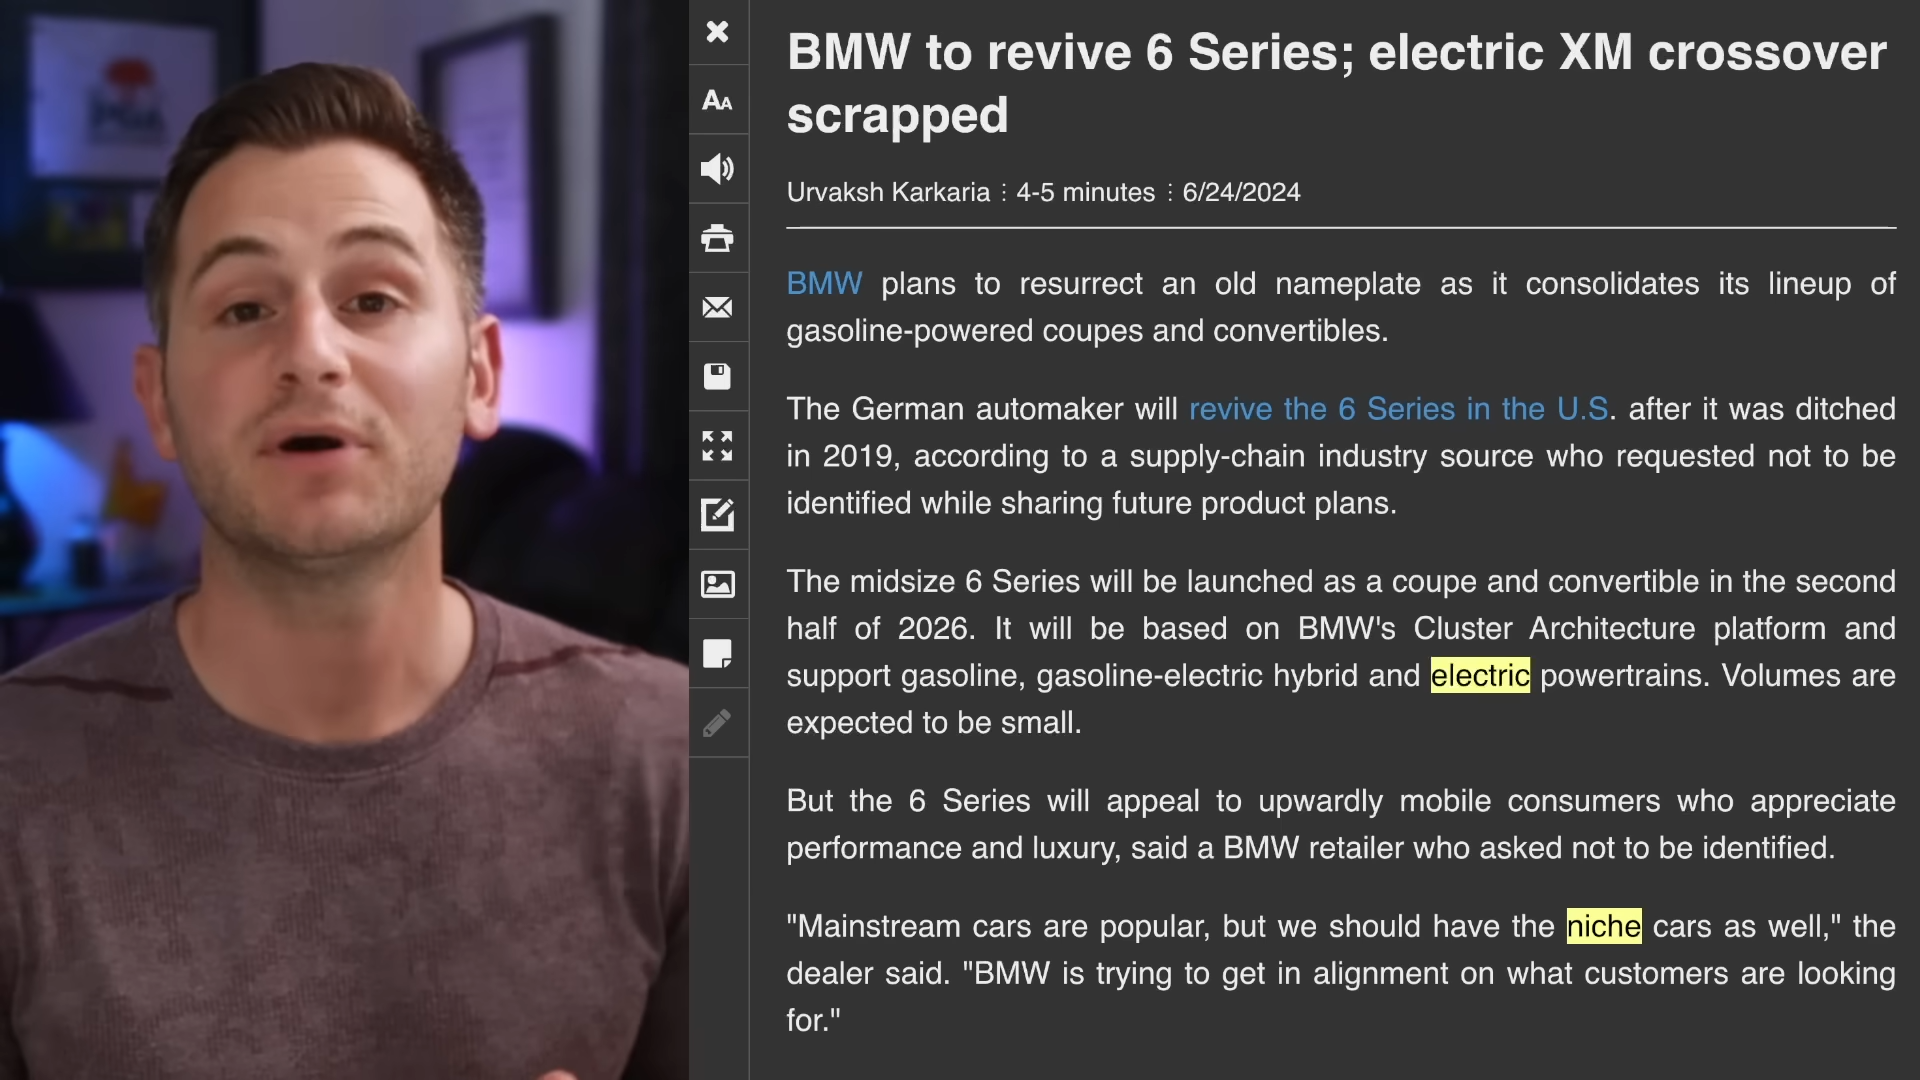 BMW to revive 6 Series; electric XM crossover
scrapped
Urvaksh Karkaria ⋮ 4-5 minutes ⋮ 6/24/2024
BMW plans to resurrect an old nameplate as it consolidates its lineup of
gasoline-powered coupes and convertibles.
The German automaker will revive the 6 Series in the U.S. after it was ditched
in 2019, according to a supply-chain industry source who requested not to be
identified while sharing future product plans.
The midsize 6 Series will be launched as a coupe and convertible in the second
half of 2026. It will be based on BMW's Cluster Architecture platform and
support gasoline, gasoline-electric hybrid and electric powertrains. Volumes are
expected to be small.
But the 6 Series will appeal to upwardly mobile consumers who appreciate
performance and luxury, said a BMW retailer who asked not to be identified.
"Mainstream cars are popular, but we should have the niche cars as well," the
dealer said. "BMW is trying to get in alignment on what customers are looking
for."
AA